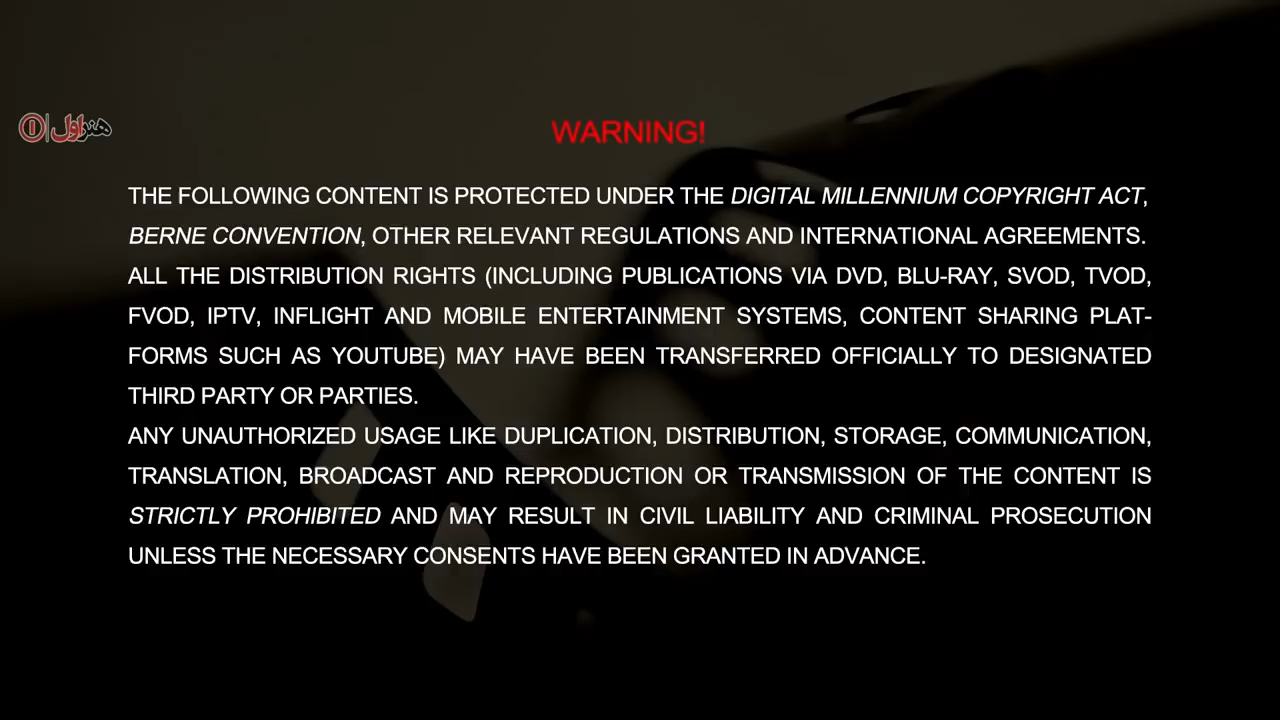 هنر اول
WARNING!
THE FOLLOWING CONTENT IS PROTECTED UNDER THE DIGITAL MILLENNIUM COPYRIGHT ACT,
BERNE CONVENTION, OTHER RELEVANT REGULATIONS AND INTERNATIONAL AGREEMENTS.
ALL THE DISTRIBUTION RIGHTS (INCLUDING PUBLICATIONS VIA DVD, BLU-RAY, SVOD, TVOD,
FVOD, IPTV, INFLIGHT AND MOBILE ENTERTAINMENT SYSTEMS, CONTENT SHARING PLAT-
FORMS SUCH AS YOUTUBE) MAY HAVE BEEN TRANSFERRED OFFICIALLY TO DESIGNATED
THIRD PARTY OR PARTIES.
ANY UNAUTHORIZED USAGE LIKE DUPLICATION, DISTRIBUTION, STORAGE, COMMUNICATION,
TRANSLATION, BROADCAST AND REPRODUCTION OR TRANSMISSION OF THE CONTENT IS
STRICTLY PROHIBITED AND MAY RESULT IN CIVIL LIABILITY AND CRIMINAL PROSECUTION
UNLESS THE NECESSARY CONSENTS HAVE BEEN GRANTED IN ADVANCE.